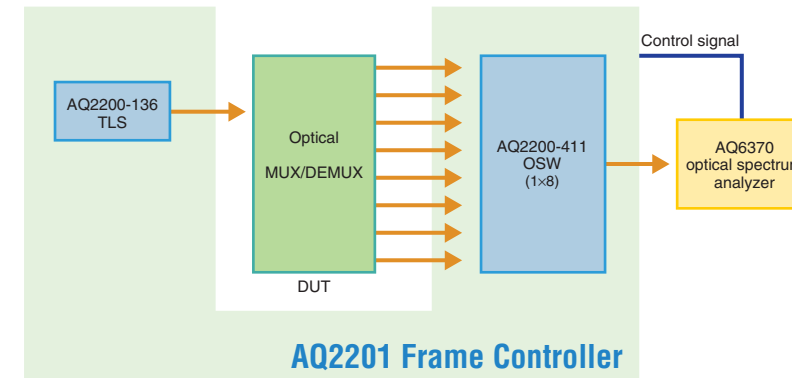 Control signal
AQ2200-136
TLS
Optical
MUX/DEMUX
AQ2200-411
OSW
(1×8)
AQ6370
optical spectrum
analyzer
DUT
AQ2201 Frame Controller